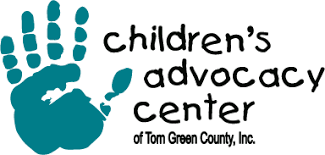 children's
advocacy
center
of Tom Green County, Inc.